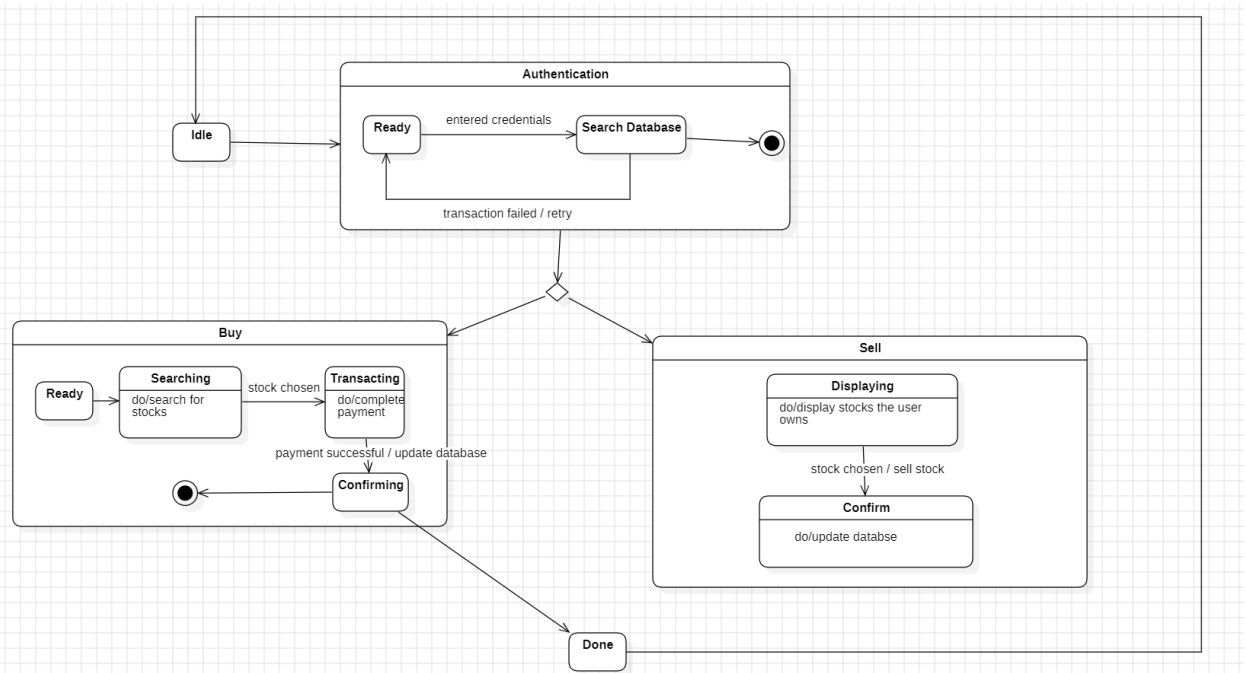 Authentication
Idle
Ready
entered credentials
Search Database
transaction failed / retry
Buy
Ready
Searching
do/search for
stocks
stock chosen
Transacting
do/complete
payment
payment successful / update database
Confirming
Sell
Displaying
do/display stocks the user
owns
stock chosen / sell stock
Confirm
do/update databse
Done